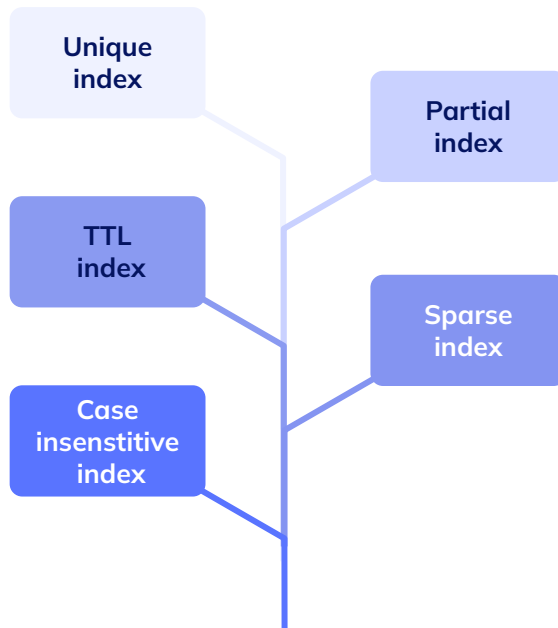 Unique
index
Partial
index
TTL
index
Sparse
index
Case
insenstitive
index